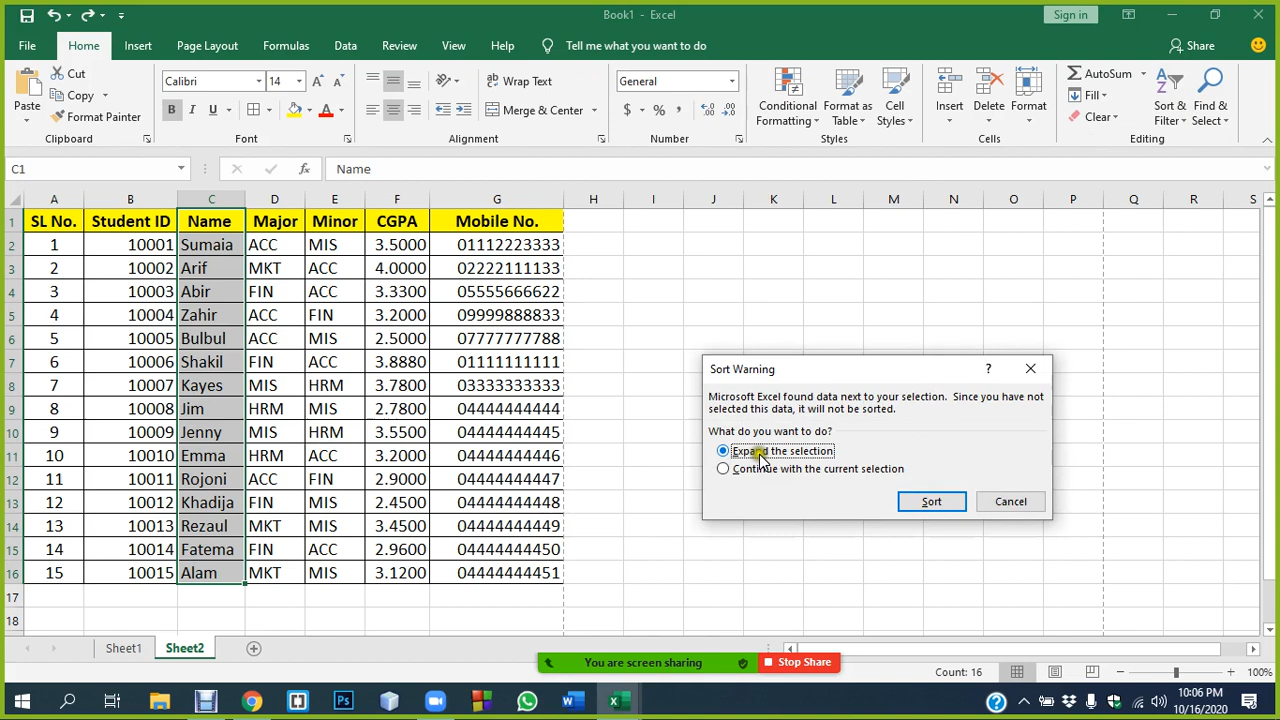 Book1 - Excel
Sign in
File Home Insert Page Layout Formulas Data Review View Help Tell me what you want to do Share
Paste
Cut
Copy
Format Painter
Clipboard
Calibri 14
B I U
Font
Wrap Text
Merge & Center
Alignment
General
$ % ,
Number
Conditional Formatting
Format as Table
Cell Styles
Styles
Insert
Delete
Format
Cells
AutoSum
Fill
Clear
Sort & Filter
Find & Select
Editing
C1 fx Name
A B C D E F G H I J K L M N O P Q R S
1 SL No. Student ID Name Major Minor CGPA Mobile No.
2 1 10001 Sumaia ACC MIS 3.5000 01112223333
3 2 10002 Arif MKT ACC 4.0000 02222111133
4 3 10003 Abir FIN ACC 3.3300 05555666622
5 4 10004 Zahir ACC FIN 3.2000 09999888833
6 5 10005 Bulbul ACC MIS 2.5000 07777777788
7 6 10006 Shakil FIN ACC 3.8880 01111111111
8 7 10007 Kayes MIS HRM 3.7800 03333333333
9 8 10008 Jim HRM MIS 2.7800 04444444444
10 9 10009 Jenny MIS HRM 3.5500 04444444445
11 10 10010 Emma HRM ACC 3.2000 04444444446
12 11 10011 Rojoni ACC FIN 2.9000 04444444447
13 12 10012 Khadija FIN MIS 2.4500 04444444448
14 13 10013 Rezaul MKT MIS 3.4500 04444444449
15 14 10014 Fatema FIN ACC 2.9600 04444444450
16 15 10015 Alam MKT MIS 3.1200 04444444451
17
18
Sort Warning
Microsoft Excel found data next to your selection. Since you have not
selected this data, it will not be sorted.
What do you want to do?
Expand the selection
Continue with the current selection
Sort Cancel
Sheet1 Sheet2
You are screen sharing Stop Share
Count: 16
10:06 PM
10/16/2020